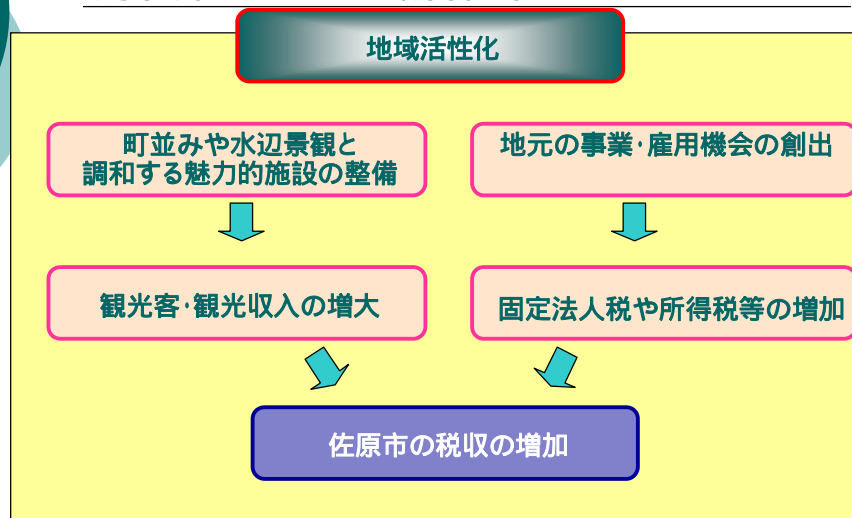 地域活性化
町並みや水辺景観と
調和する魅力的施設の整備
地元の事業・雇用機会の創出
観光客・観光収入の増大
固定法人税や所得税等の増加
佐原市の税収の増加